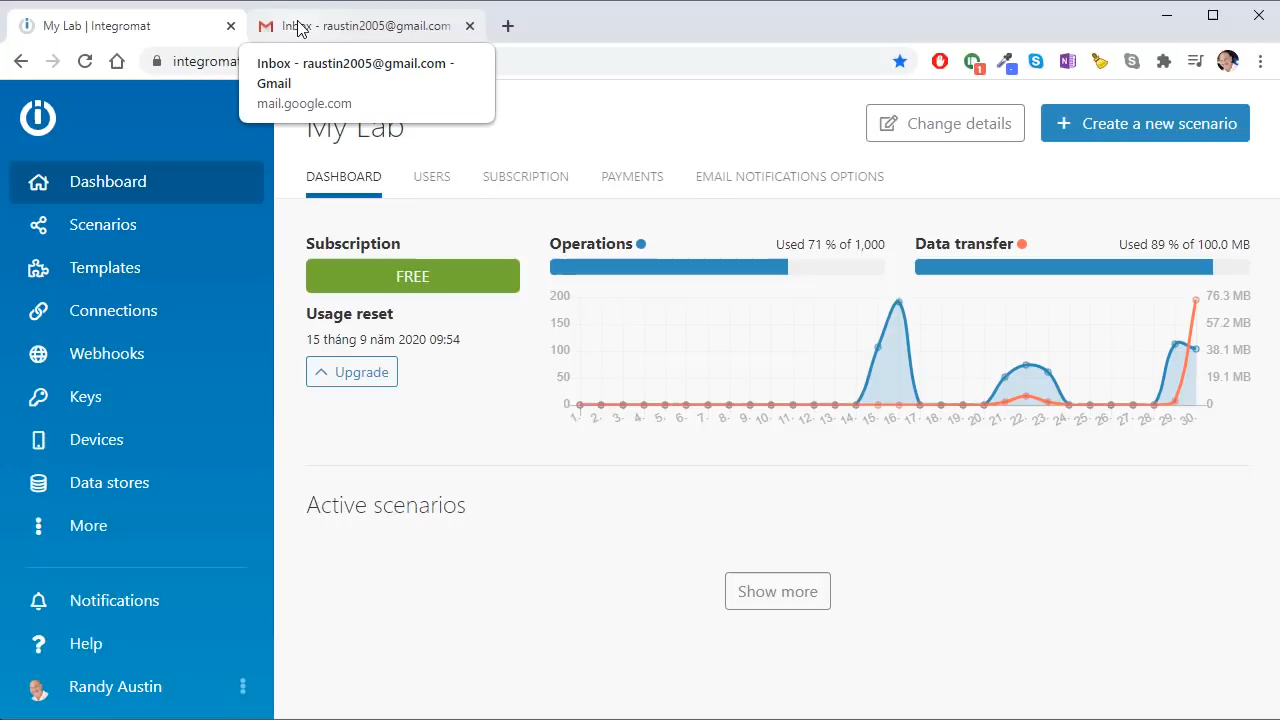 My Lab | Integromat
Inbox - raustin2005@gmail.com
integromat
Inbox - raustin2005@gmail.com -
Gmail
mail.google.com
1
My Lab
Change details
+ Create a new scenario
Dashboard
Scenarios
Templates
Connections
Webhooks
Keys
Devices
Data stores
More
Notifications
Help
Randy Austin
DASHBOARD
USERS
SUBSCRIPTION
PAYMENTS
EMAIL NOTIFICATIONS OPTIONS
Subscription
FREE
Usage reset
15 tháng 9 năm 2020 09:54
Upgrade
Operations
Used 71 % of 1,000
Data transfer
Used 89 % of 100.0 MB
200
150
100
50
0
76.3 MB
57.2 MB
38.1 MB
19.1 MB
0
1. 2. 3. 4. 5. 6. 7. 8. 9. 10. 11. 12. 13. 14. 15. 16. 17. 18. 19. 20. 21. 22. 23. 24. 25. 26. 27. 28. 29. 30.
Active scenarios
Show more